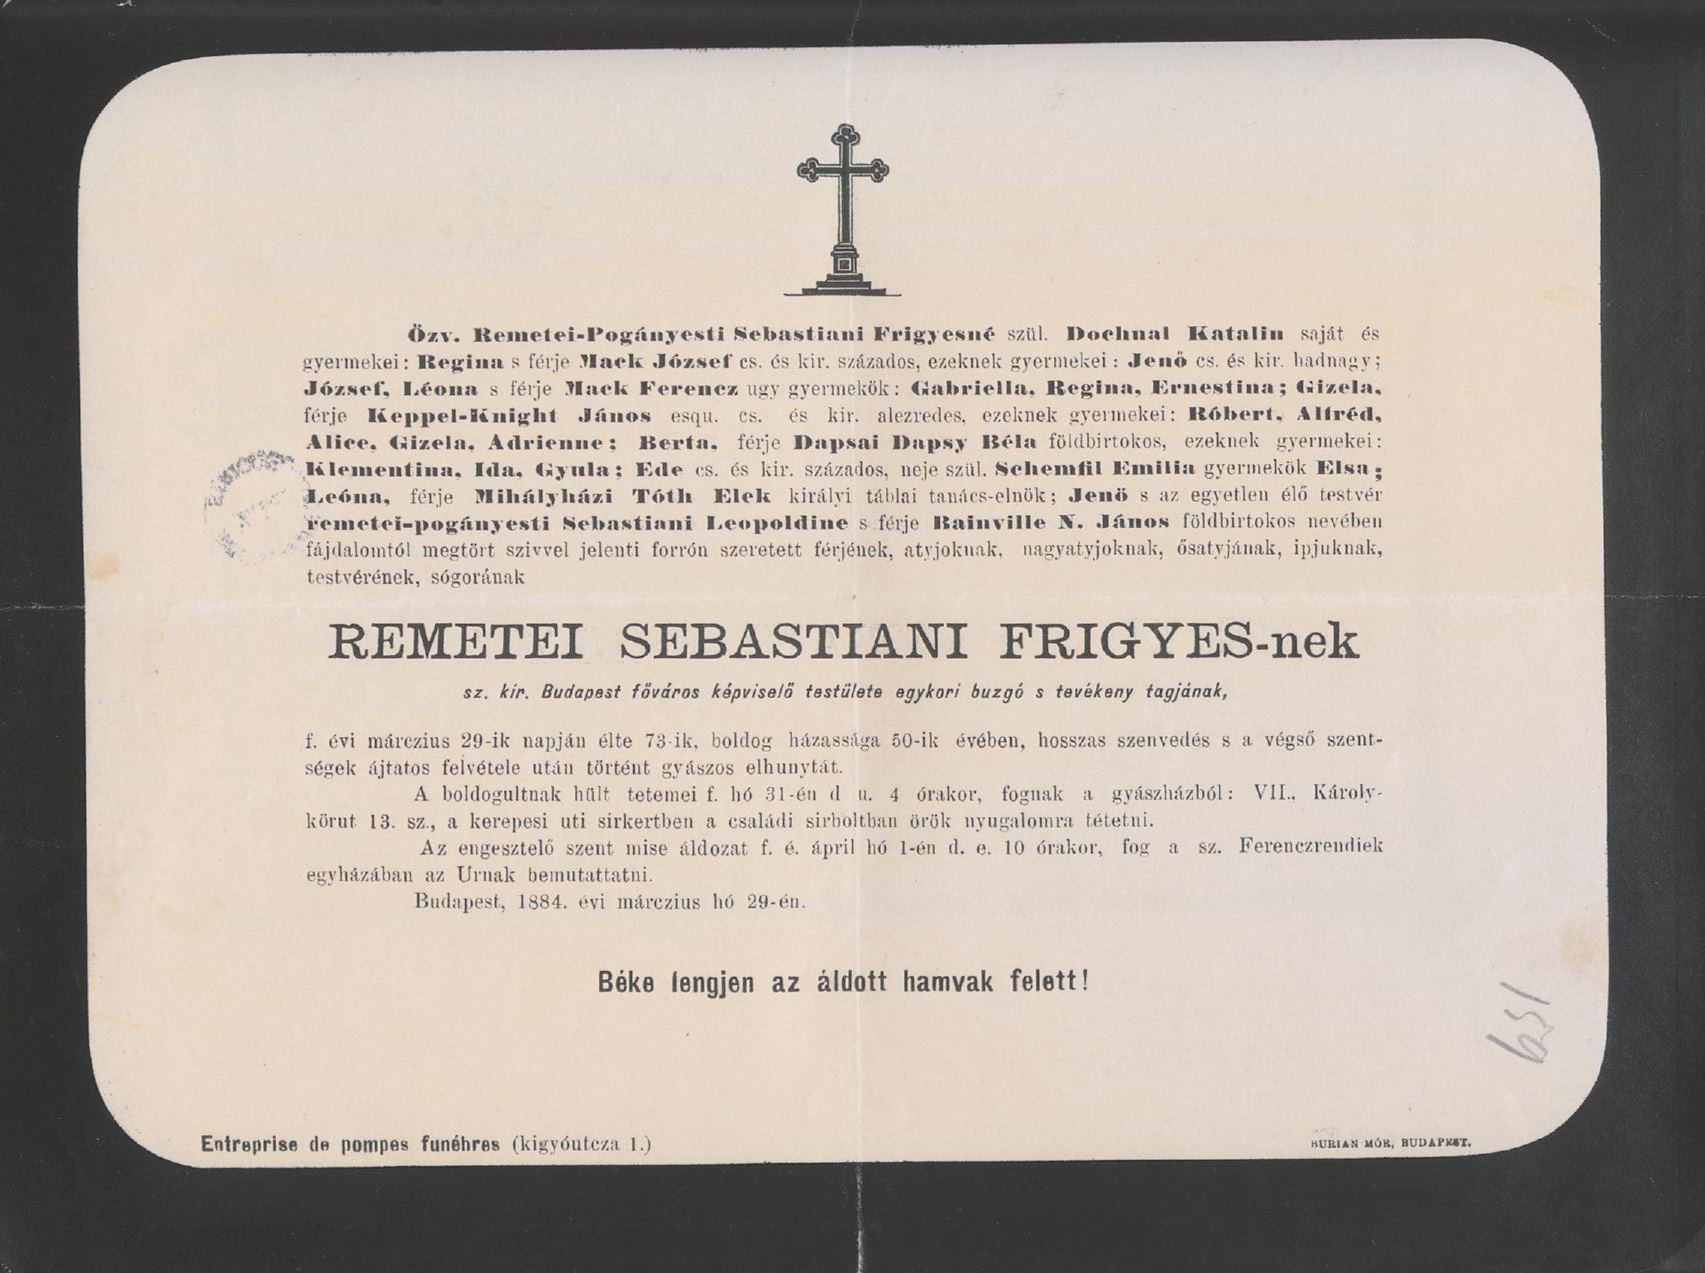 Özv. Remetei-Pogányesti Sebastiani Frigyesné szül. Dochnal Katalin saját és
gyermekei: Regina s férje Mack József cs. és kir. százados, ezeknek gyermekei: Jenő cs. és kir. hadnagy;
József, Léona s férje Mack Ferencz ugy gyermekök: Gabriella, Regina, Ernestina; Gizela,
férje Keppel-Knight János esqu. cs. és kir. alezredes, ezeknek gyermekei: Róbert, Alfréd,
Alice, Gizela, Adrienne; Berta, férje Dapsai Dapsy Béla földbirtokos, ezeknek gyermekei:
Klementina, Ida, Gyula; Ede cs. és kir. százados, neje szül. Schemfil Emilia gyermekök Elsa;
Leóna, férje Mihályházi Tóth Elek királyi táblai tanács-elnök; Jenö s az egyetlen élő testvér
remetei-pogányesti Sebastiani Leopoldine s férje Bainville N. János földbirtokos nevében
fájdalomtól megtört szivvel jelenti forrón szeretett férjének, atyjoknak, nagyatyjoknak, ősatyjának, ipjuknak,
testvérének, sógorának
REMETEI SEBASTIANI FRIGYES-nek
sz. kir. Budapest főváros képviselő testülete egykori buzgó s tevékeny tagjának,
f. évi márczius 29-ik napján élte 73-ik, boldog házassága 50-ik évében, hosszas szenvedés s a végső szent-
ségek ájtatos felvétele után történt gyászos elhunytát.
A boldogultnak hült tetemei f. hó 31-én d u. 4 órakor, fognak a gyászházból: VII., Károly-
körut 13. sz., a kerepesi uti sirkertben a családi sirboltban örök nyugalomra tétetni.
Az engesztelő szent mise áldozat f. é. ápril hó 1-én d. e. 10 órakor, fog a sz. Ferenczrendiek
egyházában az Urnak bemutattatni.
Budapest, 1884. évi márczius hó 29-én.
Béke lengjen az áldott hamvak felett!
Entreprise de pompes funébres (kigyóutcza 1.)
BURIAN MÓR, BUDAPEST.